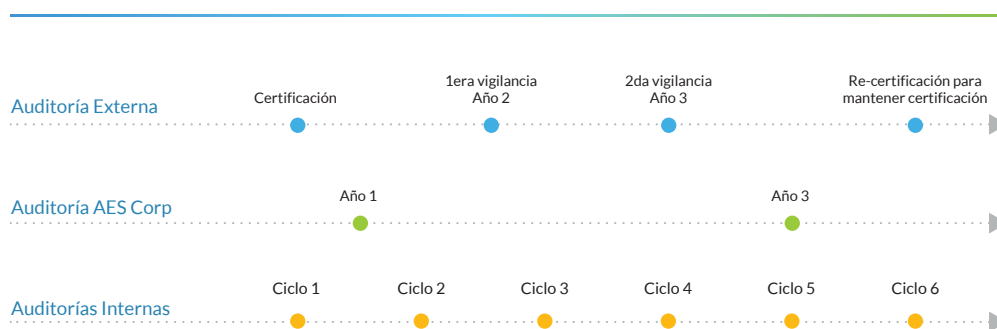 Auditoría Externa
Certificación
1era vigilancia
Año 2
2da vigilancia
Año 3
Re-certificación para
mantener certificación
Auditoría AES Corp
Año 1
Año 3
Auditorías Internas
Ciclo 1
Ciclo 2
Ciclo 3
Ciclo 4
Ciclo 5
Ciclo 6